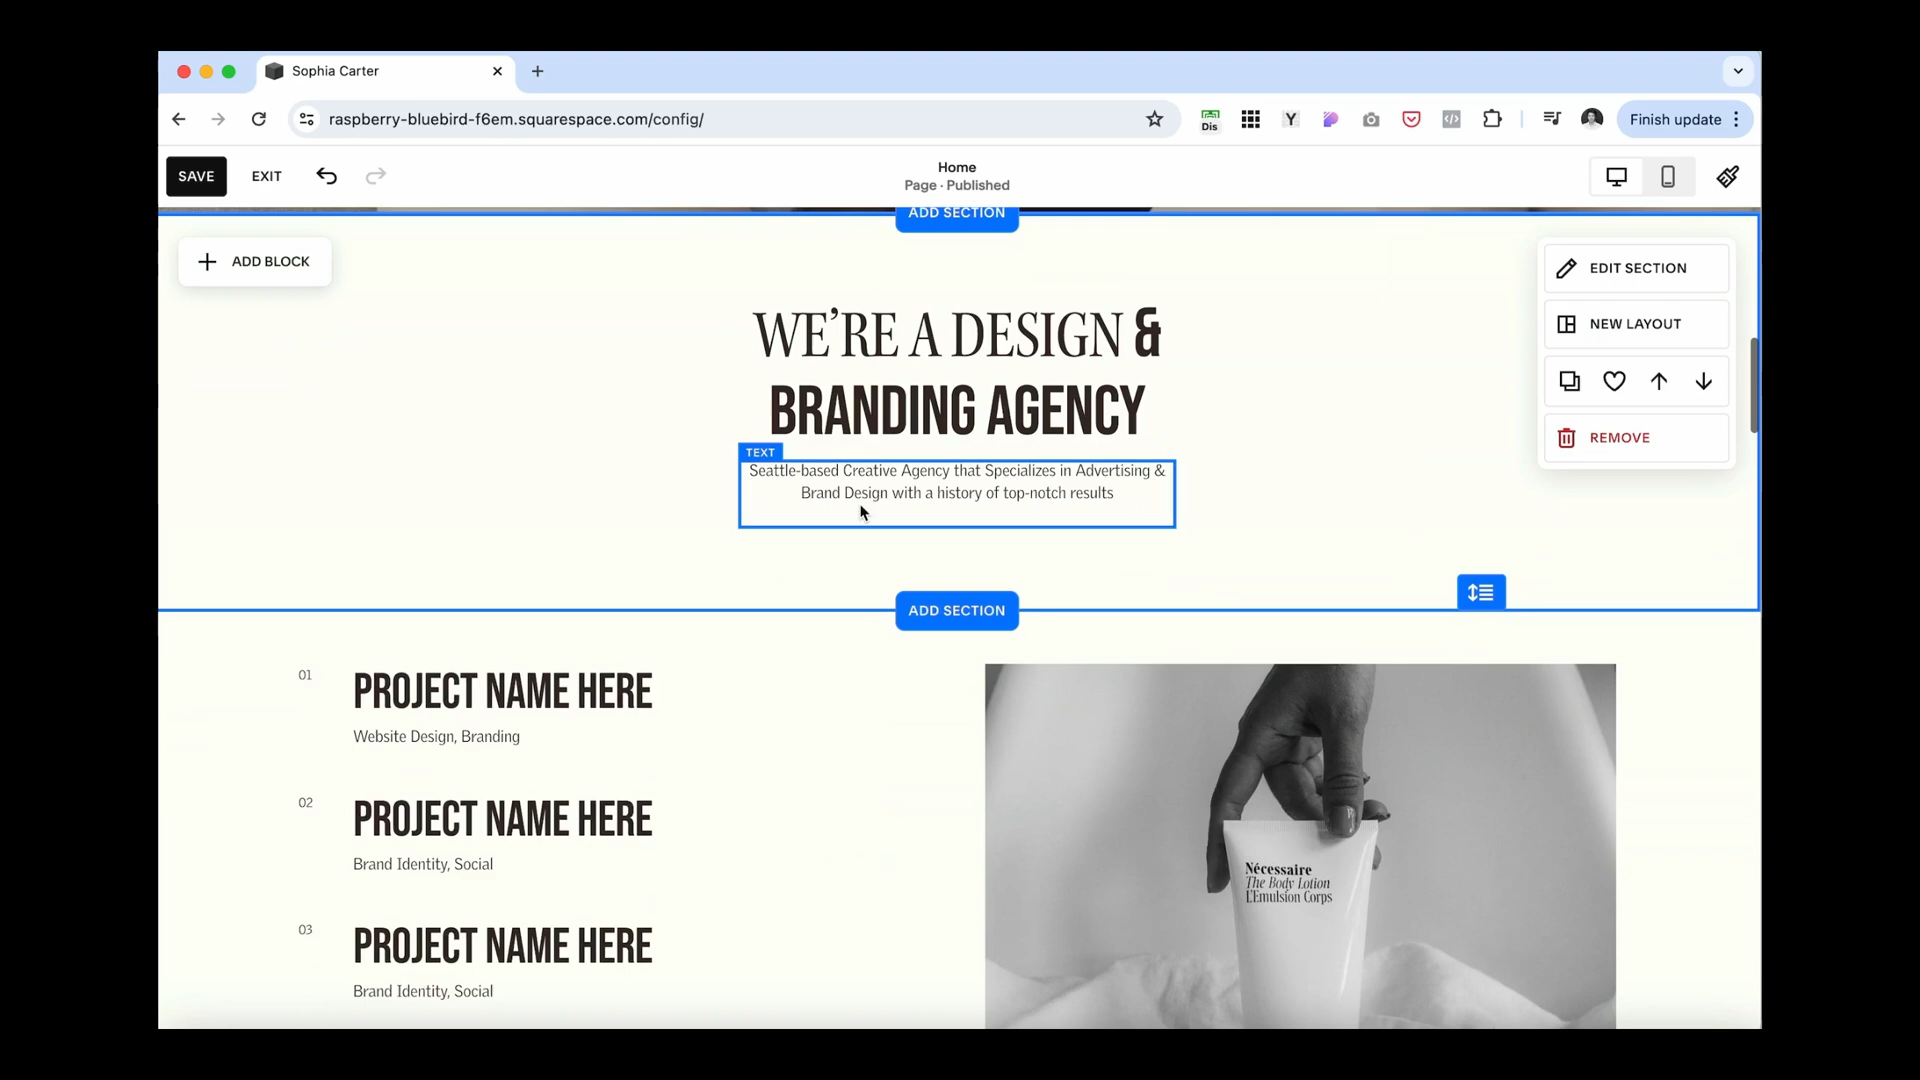 Sophia Carter
raspberry-bluebird-f6em.squarespace.com/config/
Dis
Y
Finish update
SAVE
EXIT
Home
Page · Published
ADD SECTION
ADD BLOCK
EDIT SECTION
NEW LAYOUT
REMOVE
WE’RE A DESIGN &
BRANDING AGENCY
TEXT
Seattle-based Creative Agency that Specializes in Advertising &
Brand Design with a history of top-notch results
ADD SECTION
01
PROJECT NAME HERE
Website Design, Branding
02
PROJECT NAME HERE
Brand Identity, Social
03
PROJECT NAME HERE
Brand Identity, Social
Nécessaire
The Body Lotion
L'Emulsion Corps